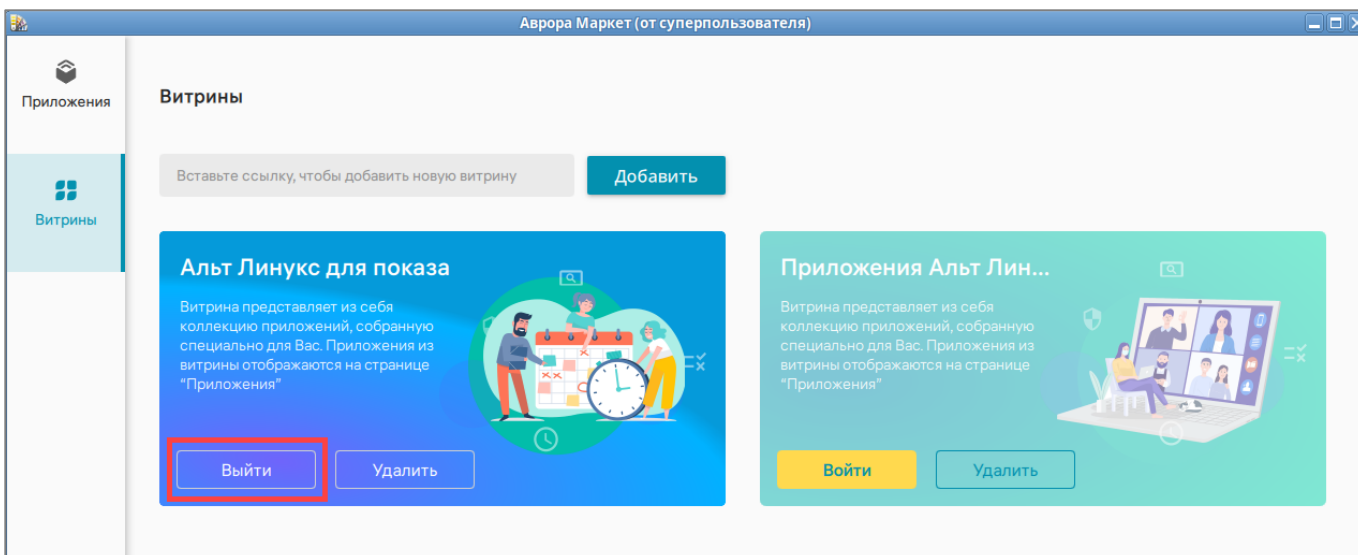 Аврора Маркет (от суперпользователя)
Приложения
Витрины
Витрины
Вставьте ссылку, чтобы добавить новую витрину
Добавить
Альт Линукс для показа
Витрина представляет из себя
коллекцию приложений, собранную
специально для Вас. Приложения из
витрины отображаются на странице
“Приложения”
Выйти
Удалить
Приложения Альт Лин...
Витрина представляет из себя
коллекцию приложений, собранную
специально для Вас. Приложения из
витрины отображаются на странице
“Приложения”
Войти
Удалить